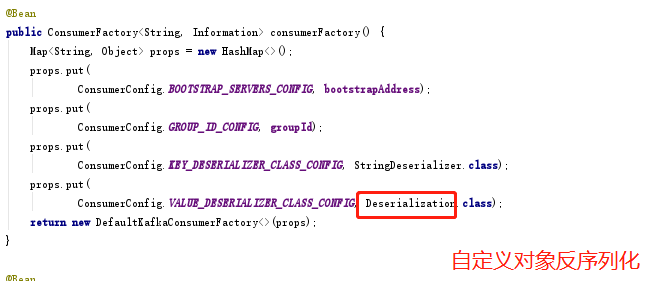 @Bean
public ConsumerFactory<String, Information> consumerFactory() {
Map<String, Object> props = new HashMap<>();
props.put(
ConsumerConfig.BOOTSTRAP_SERVERS_CONFIG, bootstrapAddress);
props.put(
ConsumerConfig.GROUP_ID_CONFIG, groupId);
props.put(
ConsumerConfig.KEY_DESERIALIZER_CLASS_CONFIG, StringDeserializer.class);
props.put(
ConsumerConfig.VALUE_DESERIALIZER_CLASS_CONFIG, Deserialization.class);
return new DefaultKafkaConsumerFactory<>(props);
}
自定义对象反序列化
@Bean